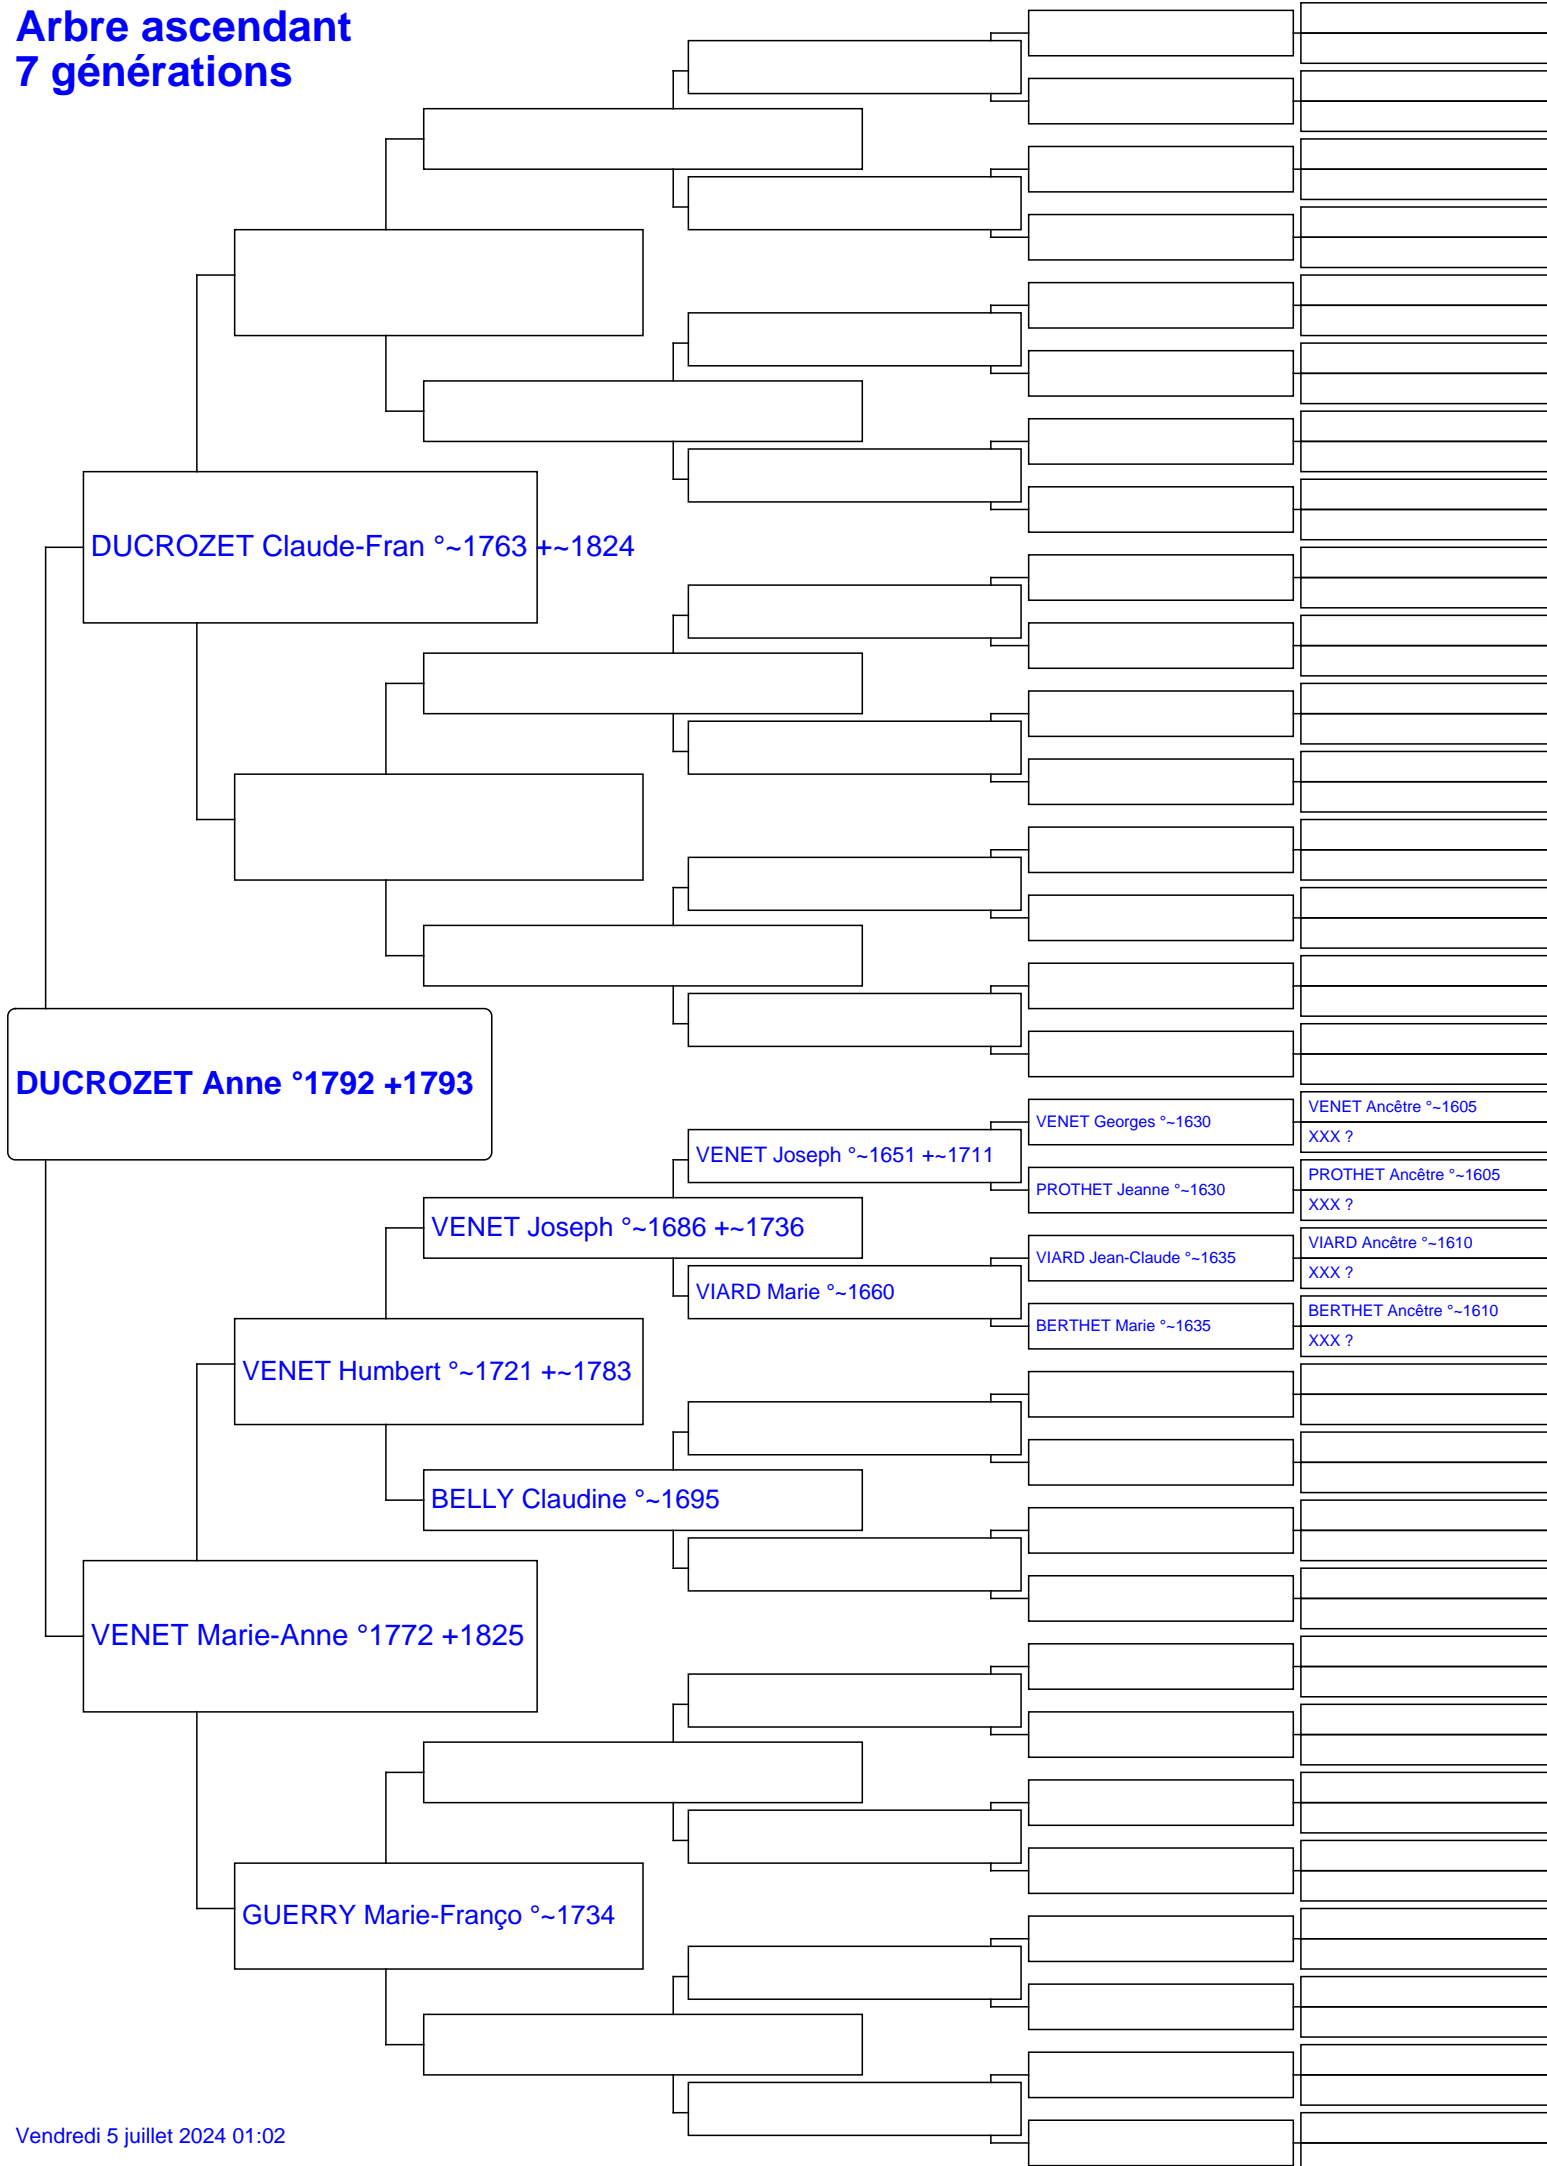 Arbre ascendant
7 générations
DUCROZET Claude-Fran °~1763 +~1824
DUCROZET Anne °1792 +1793
VENET Ancêtre °~1605
VENET Georges °~1630
XXX ?
VENET Joseph °~1651 +~1711
PROTHET Ancêtre °~1605
PROTHET Jeanne °~1630
XXX ?
VENET Joseph °~1686 +~1736
VIARD Ancêtre °~1610
VIARD Jean-Claude °~1635
XXX ?
VIARD Marie °~1660
BERTHET Ancêtre °~1610
BERTHET Marie °~1635
XXX ?
VENET Humbert °~1721 +~1783
BELLY Claudine °~1695
VENET Marie-Anne °1772 +1825
GUERRY Marie-Franço °~1734
Vendredi 5 juillet 2024 01:02